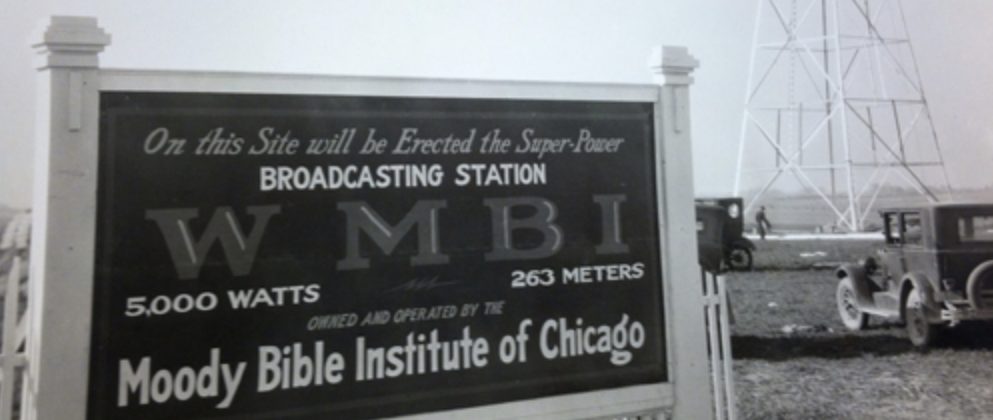 On this Site will be Erected the Super-Power
BROADCASTING STATION
W M B I
5,000 WATTS 263 METERS
OWNED AND OPERATED BY THE
Moody Bible Institute of Chicago